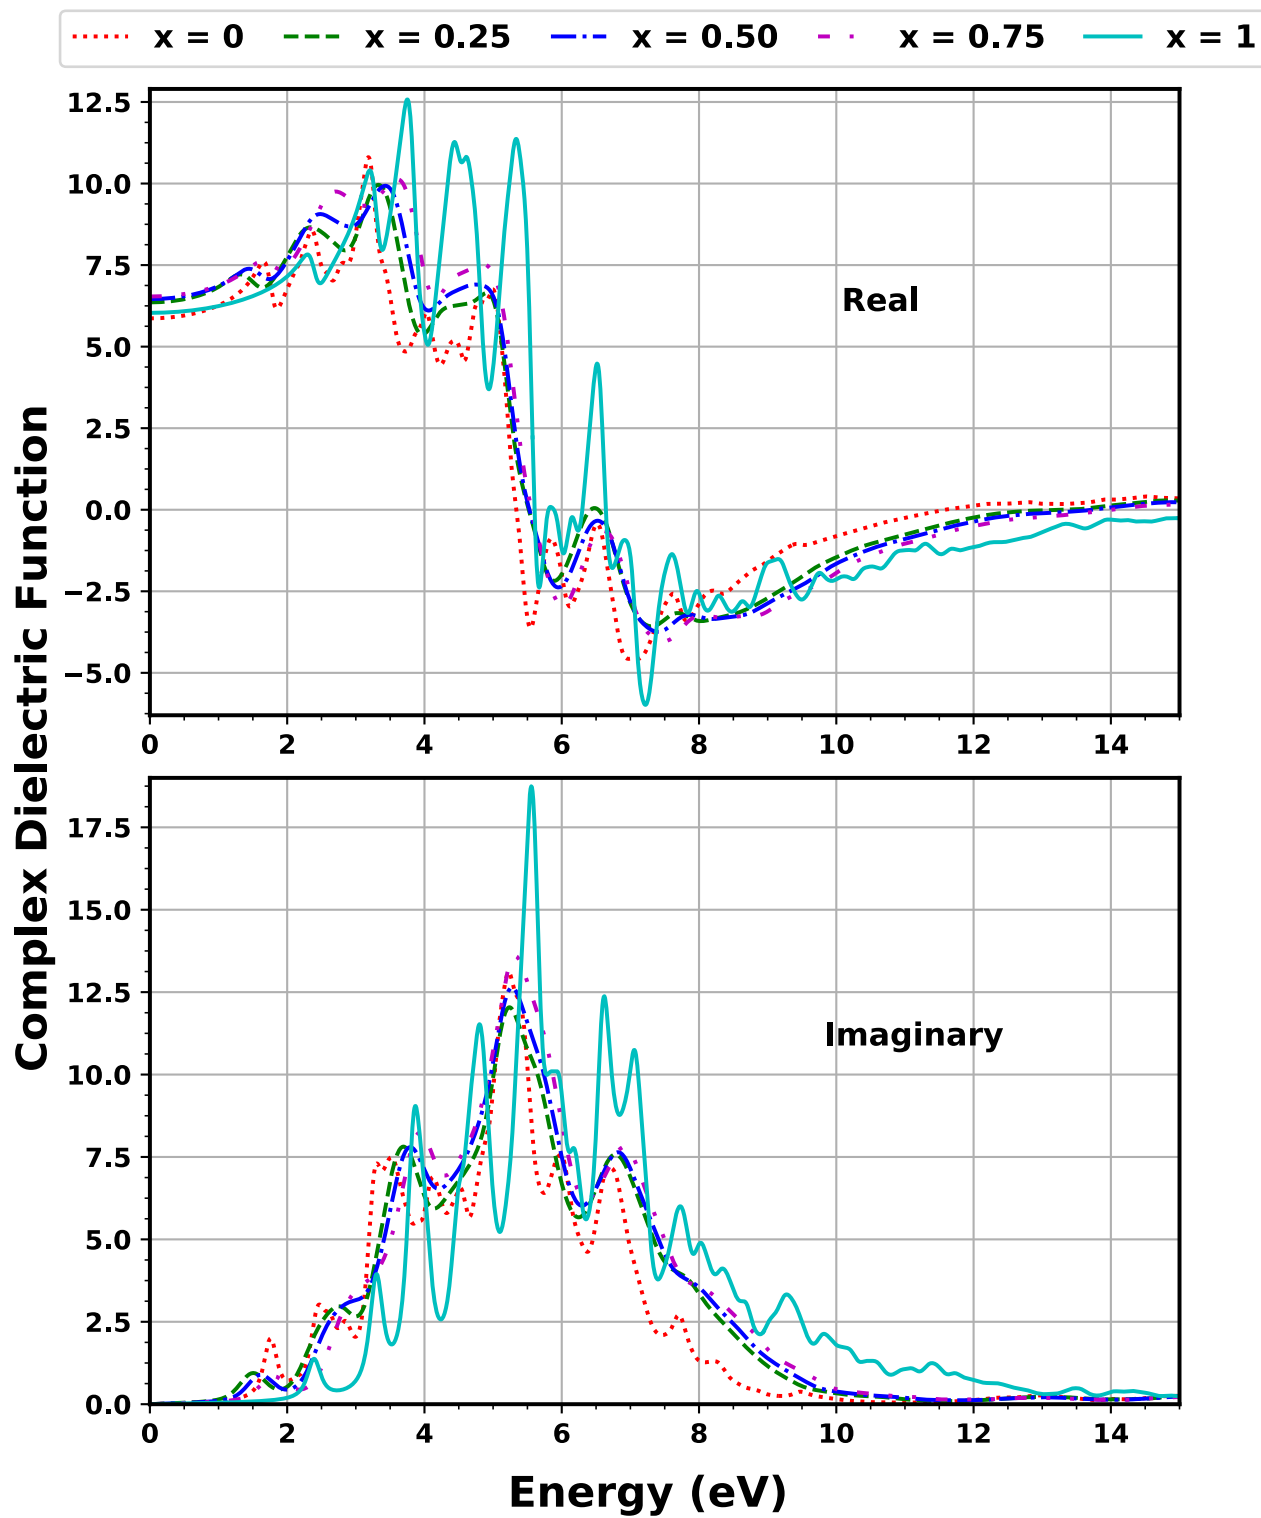 x = 0 x = 0.25 x = 0.50 x = 0.75 x = 1
Complex Dielectric Function
12.5
10.0
7.5
5.0
2.5
0.0
−2.5
−5.0
Real
0 2 4 6 8 10 12 14
17.5
15.0
12.5
10.0
7.5
5.0
2.5
0.0
Imaginary
0 2 4 6 8 10 12 14
Energy (eV)